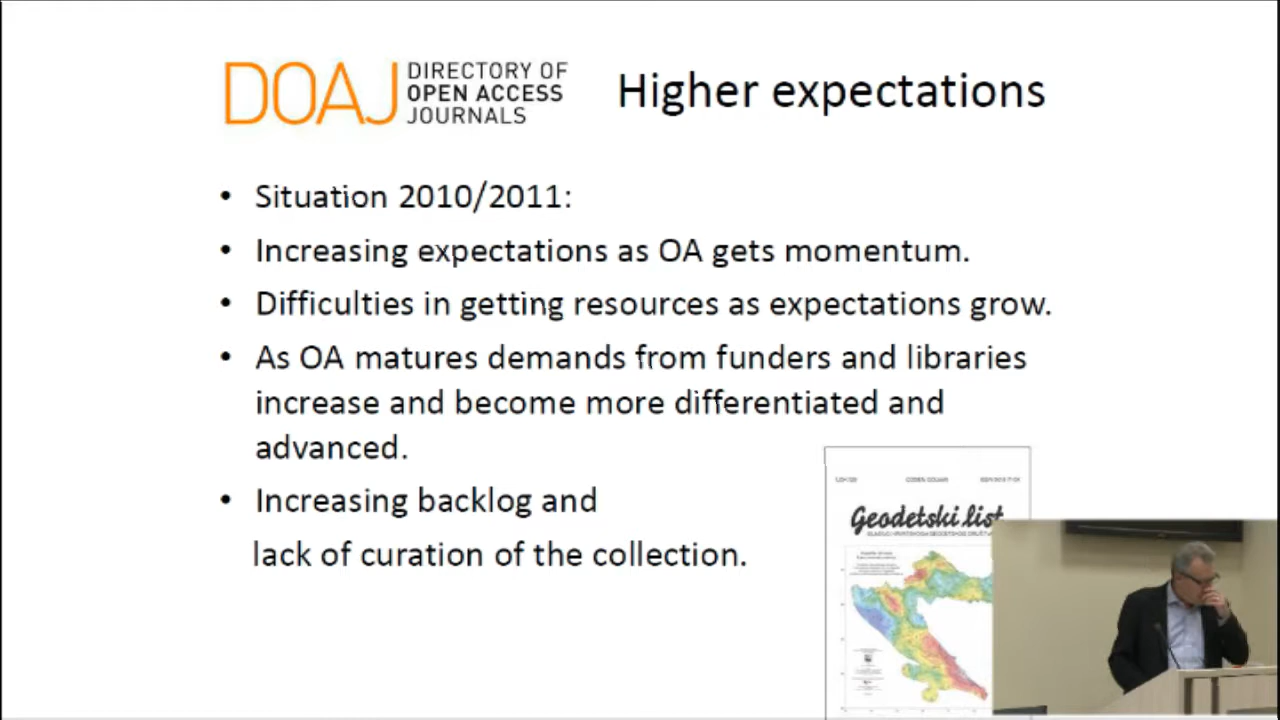 DOAJ
DIRECTORY OF
OPEN ACCESS
JOURNALS
Higher expectations
• Situation 2010/2011:
• Increasing expectations as OA gets momentum.
• Difficulties in getting resources as expectations grow.
• As OA matures demands from funders and libraries
increase and become more differentiated and
advanced.
• Increasing backlog and
lack of curation of the collection.
Geodetski list